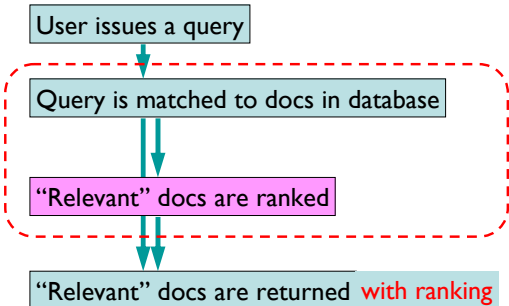 User issues a query
Query is matched to docs in database
“Relevant” docs are ranked
“Relevant” docs are returned with ranking